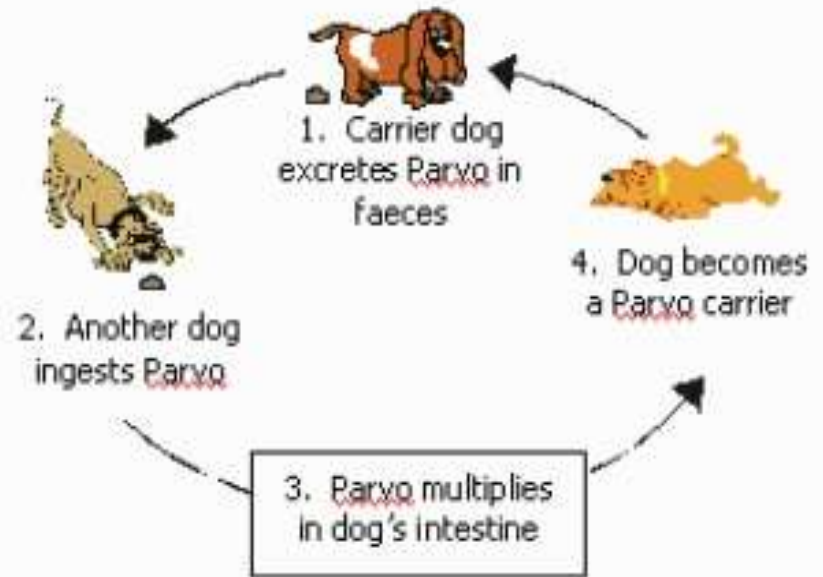 1. Carrier dog
excretes Parvo in
faeces
2. Another dog
ingests Parvo
3. Parvo multiplies
in dog's intestine
4. Dog becomes
a Parvo carrier